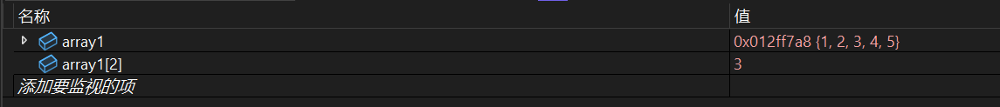 名称 值
array1 0x012ff7a8 {1, 2, 3, 4, 5}
array1[2] 3
添加要监视的项